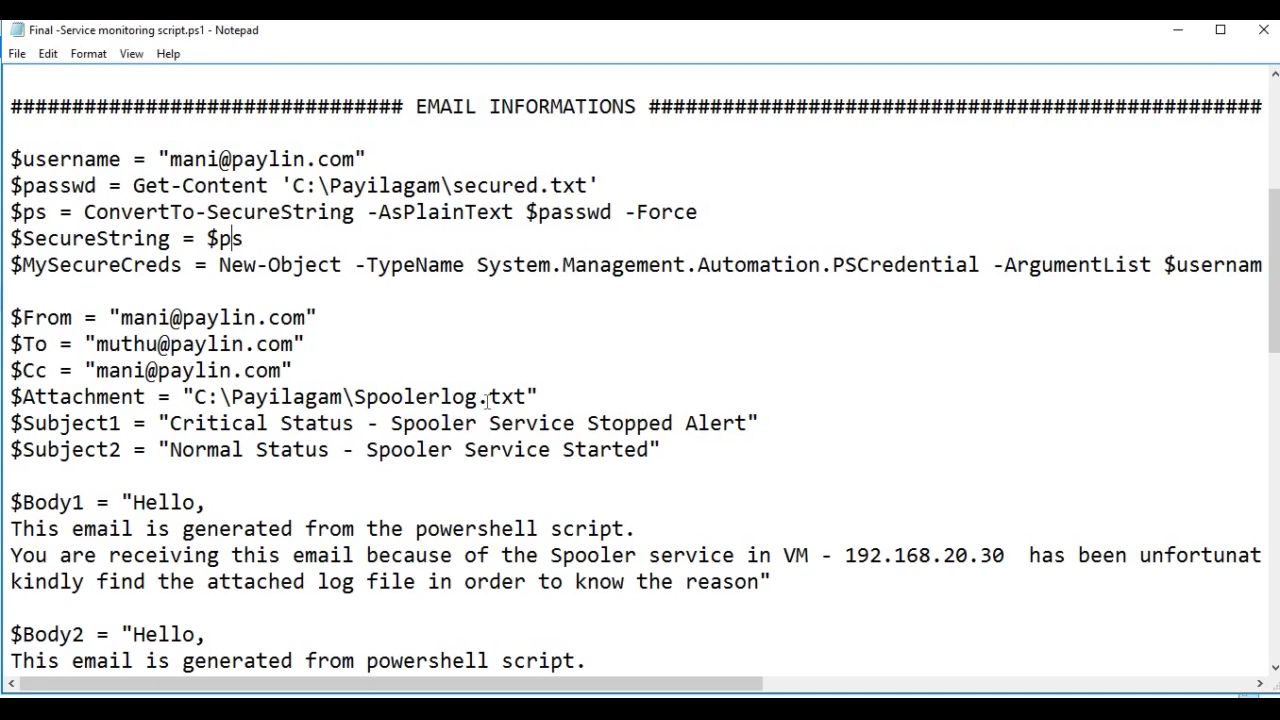 Final -Service monitoring script.ps1 - Notepad
File Edit Format View Help
################################ EMAIL INFORMATIONS ##################################################
$username = "mani@paylin.com"
$passwd = Get-Content 'C:\Payilagam\secured.txt'
$ps = ConvertTo-SecureString -AsPlainText $passwd -Force
$SecureString = $ps
$MySecureCreds = New-Object -TypeName System.Management.Automation.PSCredential -ArgumentList $usernam
$From = "mani@paylin.com"
$To = "muthu@paylin.com"
$Cc = "mani@paylin.com"
$Attachment = "C:\Payilagam\Spoolerlog.txt"
$Subject1 = "Critical Status - Spooler Service Stopped Alert"
$Subject2 = "Normal Status - Spooler Service Started"
$Body1 = "Hello,
This email is generated from the powershell script.
You are receiving this email because of the Spooler service in VM - 192.168.20.30  has been unfortunat
kindly find the attached log file in order to know the reason"
$Body2 = "Hello,
This email is generated from powershell script.